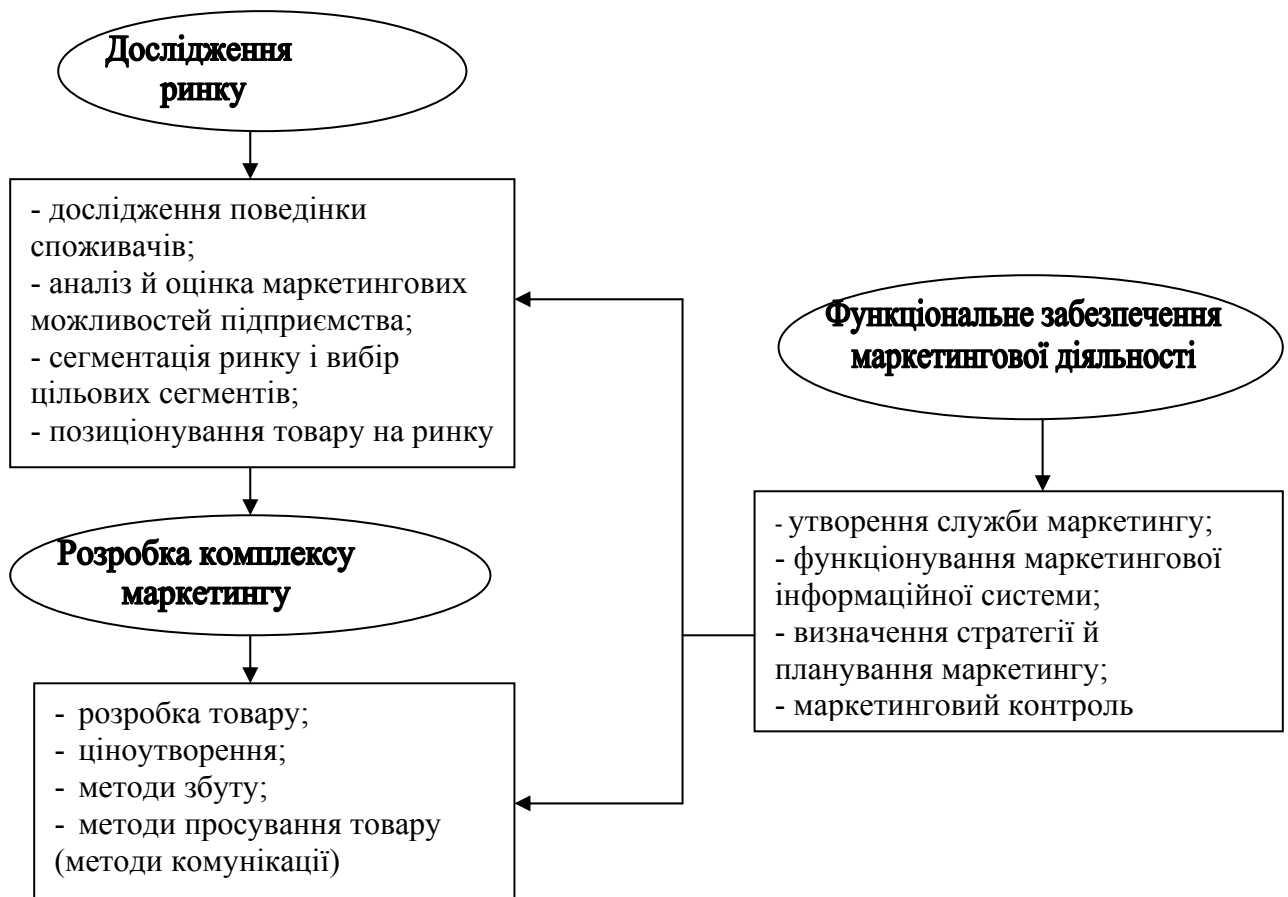 Дослідження
ринку
- дослідження поведінки
споживачів;
- аналіз й оцінка маркетингових
можливостей підприємства;
- сегментація ринку і вибір
цільових сегментів;
- позиціонування товару на ринку
Розробка комплексу
маркетингу
- розробка товару;
- ціноутворення;
- методи збуту;
- методи просування товару
(методи комунікації)
Функціональне забезпечення
маркетингової діяльності
- утворення служби маркетингу;
- функціонування маркетингової
інформаційної системи;
- визначення стратегії й
планування маркетингу;
- маркетинговий контроль